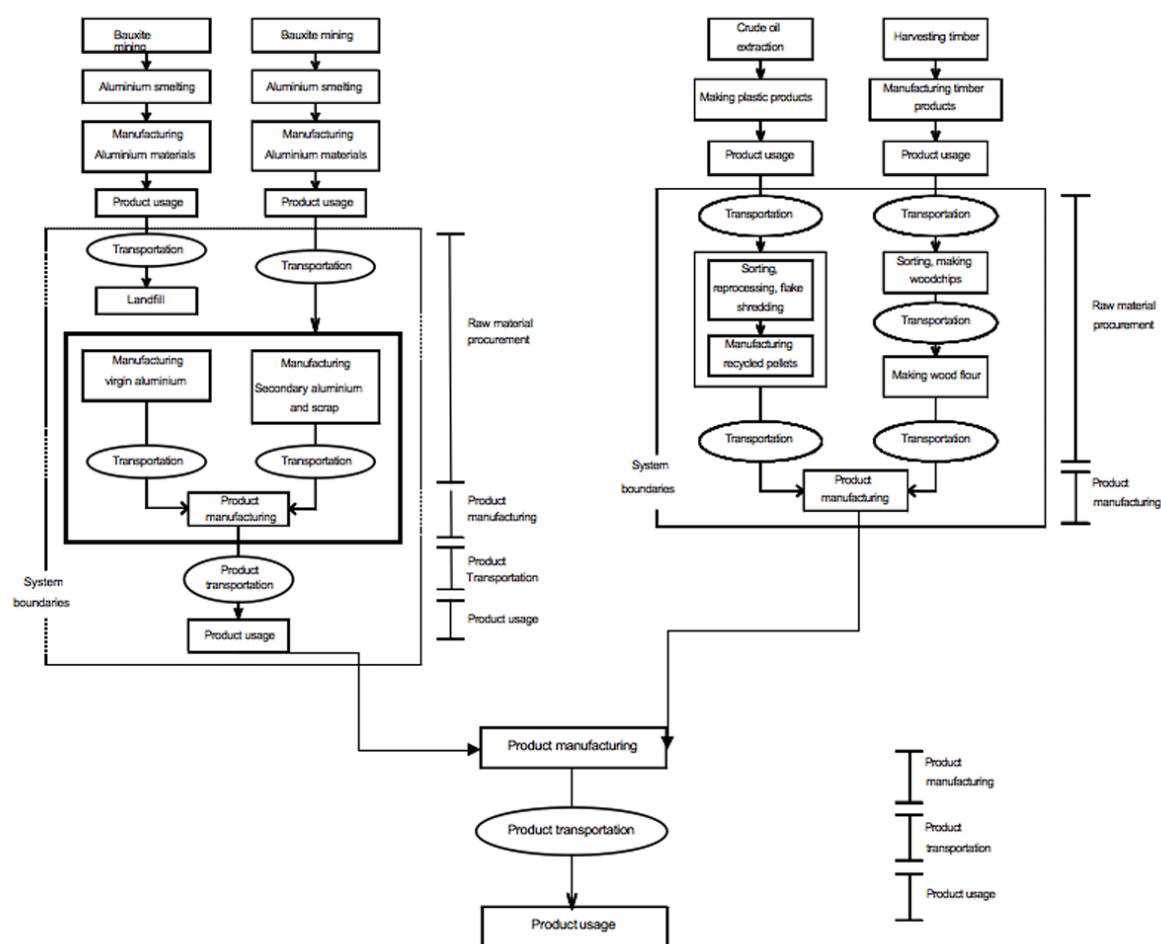 Bauxite
mining
Bauxite mining
Aluminium smelting
Aluminium smelting
Manufacturing
Aluminium materials
Manufacturing
Aluminium materials
Product usage
Product usage
Transportation
Transportation
Landfill
Manufacturing
virgin aluminium
Manufacturing
Secondary aluminium
and scrap
Transportation
Transportation
Product
manufacturing
Product
transportation
Product usage
System
boundaries
Raw material
procurement
Product
manufacturing
Product
Transportation
Product usage
Crude oil
extraction
Harvesting timber
Making plastic products
Manufacturing timber
products
Product usage
Product usage
Transportation
Transportation
Sorting,
reprocessing, flake
shredding
Sorting, making
woodchips
Transportation
Manufacturing
recycled pellets
Making wood flour
Transportation
Transportation
Product
manufacturing
System
boundaries
Raw material
procurement
Product
manufacturing
Product manufacturing
Product transportation
Product usage
Product
manufacturing
Product
transportation
Product usage